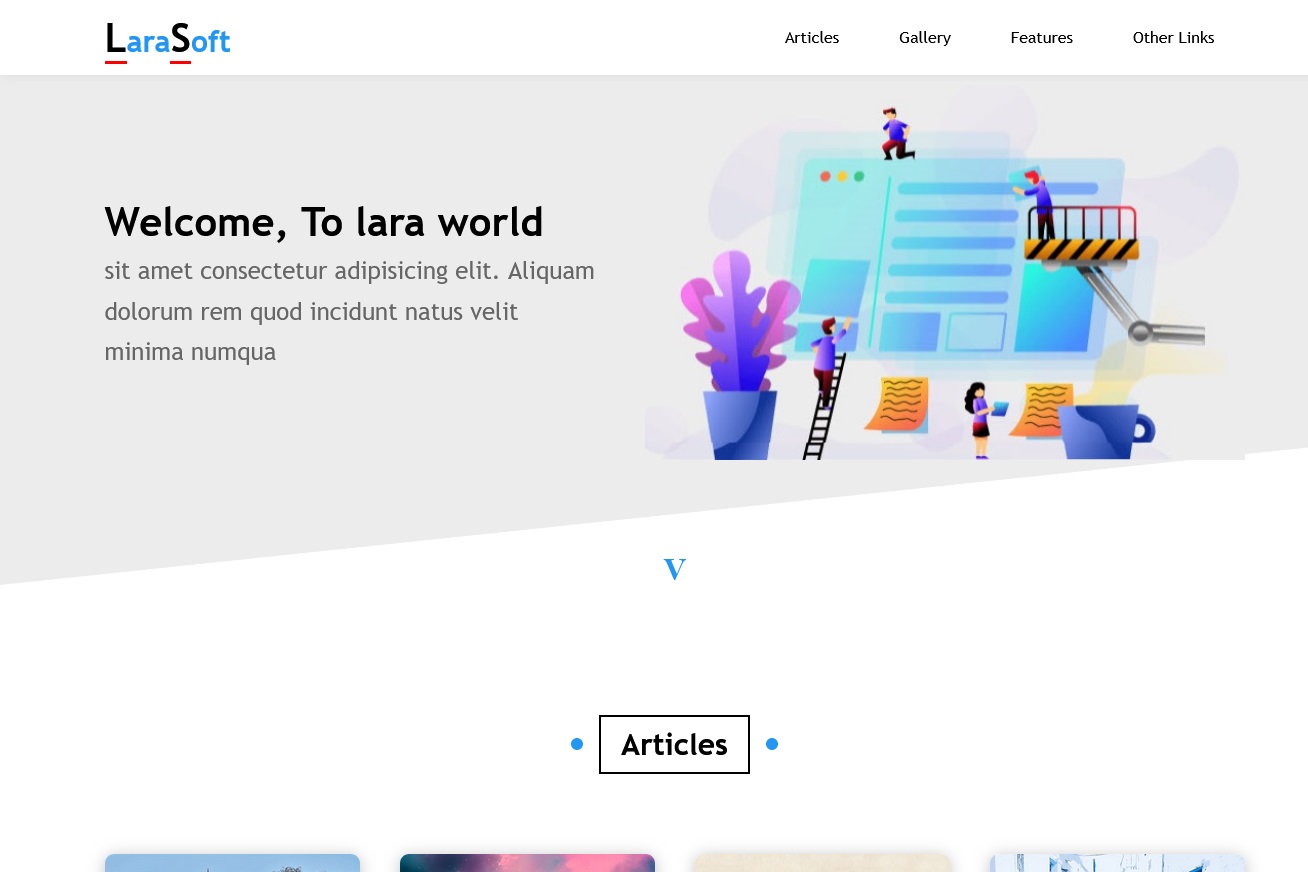 LaraSoft
Articles
Gallery
Features
Other Links
Welcome, To lara world
sit amet consectetur adipisicing elit. Aliquam
dolorem rem quod incidunt natus velit
minima numqua
V
Articles